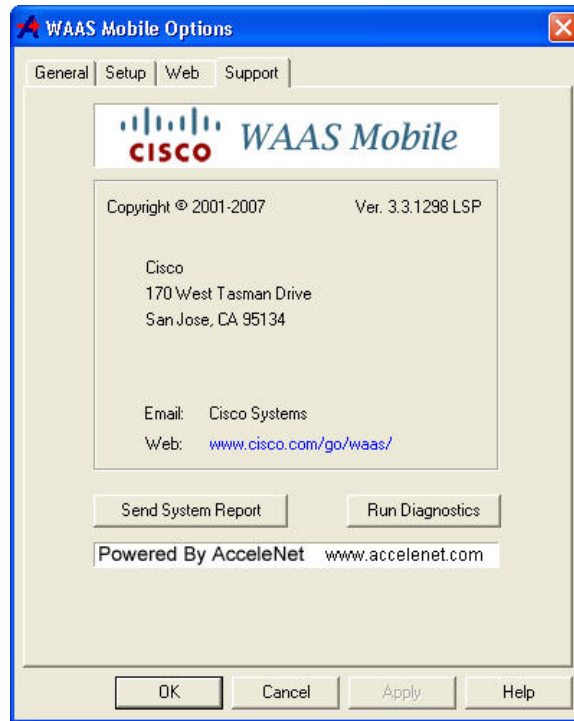 WAAS Mobile Options
General Setup Web Support
CISCO WAAS Mobile
Copyright © 2001-2007 Ver. 3.3.1298 LSP
Cisco
170 West Tasman Drive
San Jose, CA 95134
Email: Cisco Systems
Web: www.cisco.com/go/waas/
Send System Report Run Diagnostics
Powered By AcceleNet www.accelenet.com
OK Cancel Apply Help